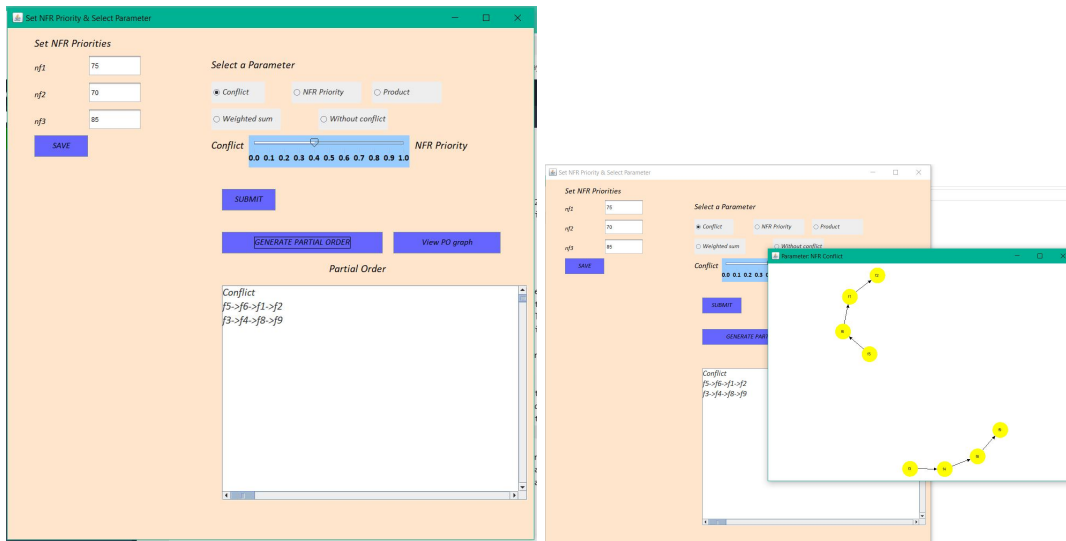 Set NFR Priority & Select Parameter
Set NFR Priorities
nf1 75
nf2 70
nf3 85
SAVE
Select a Parameter
Conflict NFR Priority Product
Weighted sum Without conflict
Conflict NFR Priority
0.0 0.1 0.2 0.3 0.4 0.5 0.6 0.7 0.8 0.9 1.0
SUBMIT
GENERATE PARTIAL ORDER View PO graph
Partial Order
Conflict
f5->f6->f1->f2
f3->f4->f8->f9
Set NFR Priority & Select Parameter
Set NFR Priorities
nf1 75
nf2 70
nf3 85
SAVE
Select a Parameter
Conflict NFR Priority Product
Weighted sum Without conflict
Conflict
0.0 0.1 0.2 0.3
SUBMIT
GENERATE PART
Conflict
f5->f6->f1->f2
f3->f4->f8->f9
Parameter: NFR Conflict